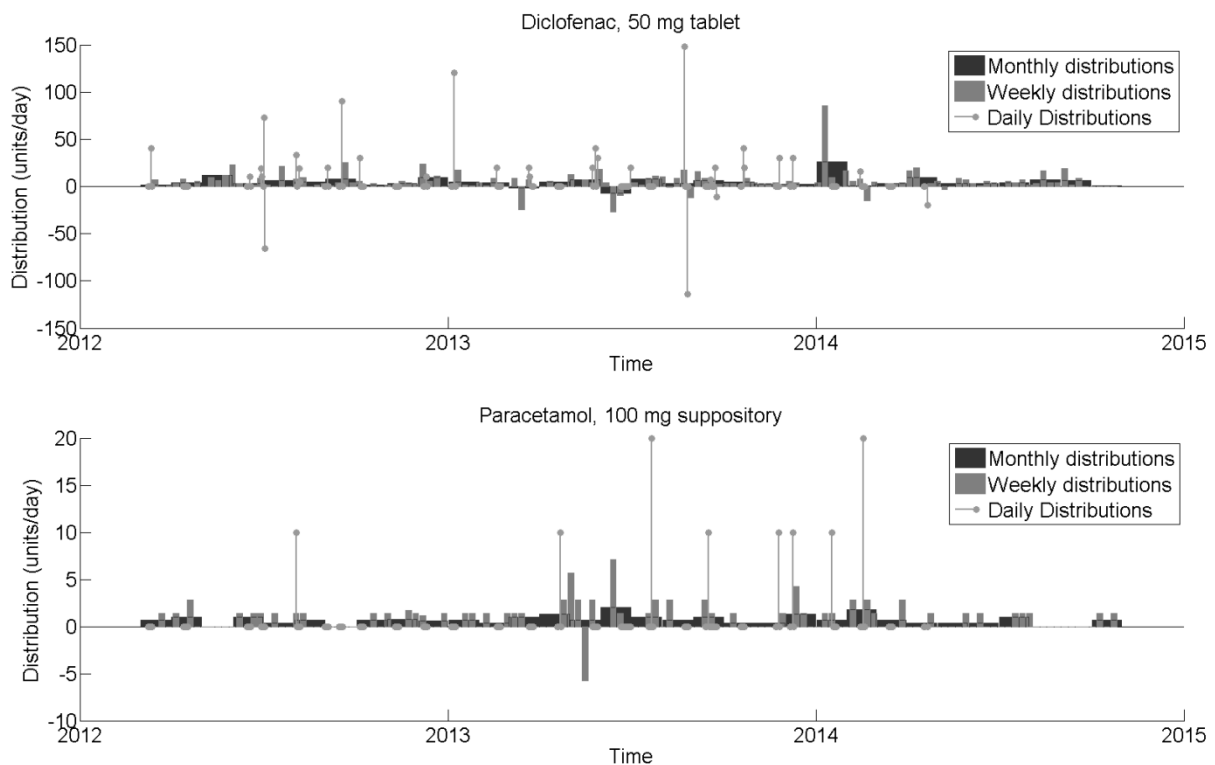 Diclofenac, 50 mg tablet
150
100
50
0
-50
-100
-150
Distribution (units/day)
Monthly distributions
Weekly distributions
Daily Distributions
2012
2013
2014
2015
Time
Paracetamol, 100 mg suppository
20
15
10
5
0
-5
-10
Distribution (units/day)
Monthly distributions
Weekly distributions
Daily Distributions
2012
2013
2014
2015
Time